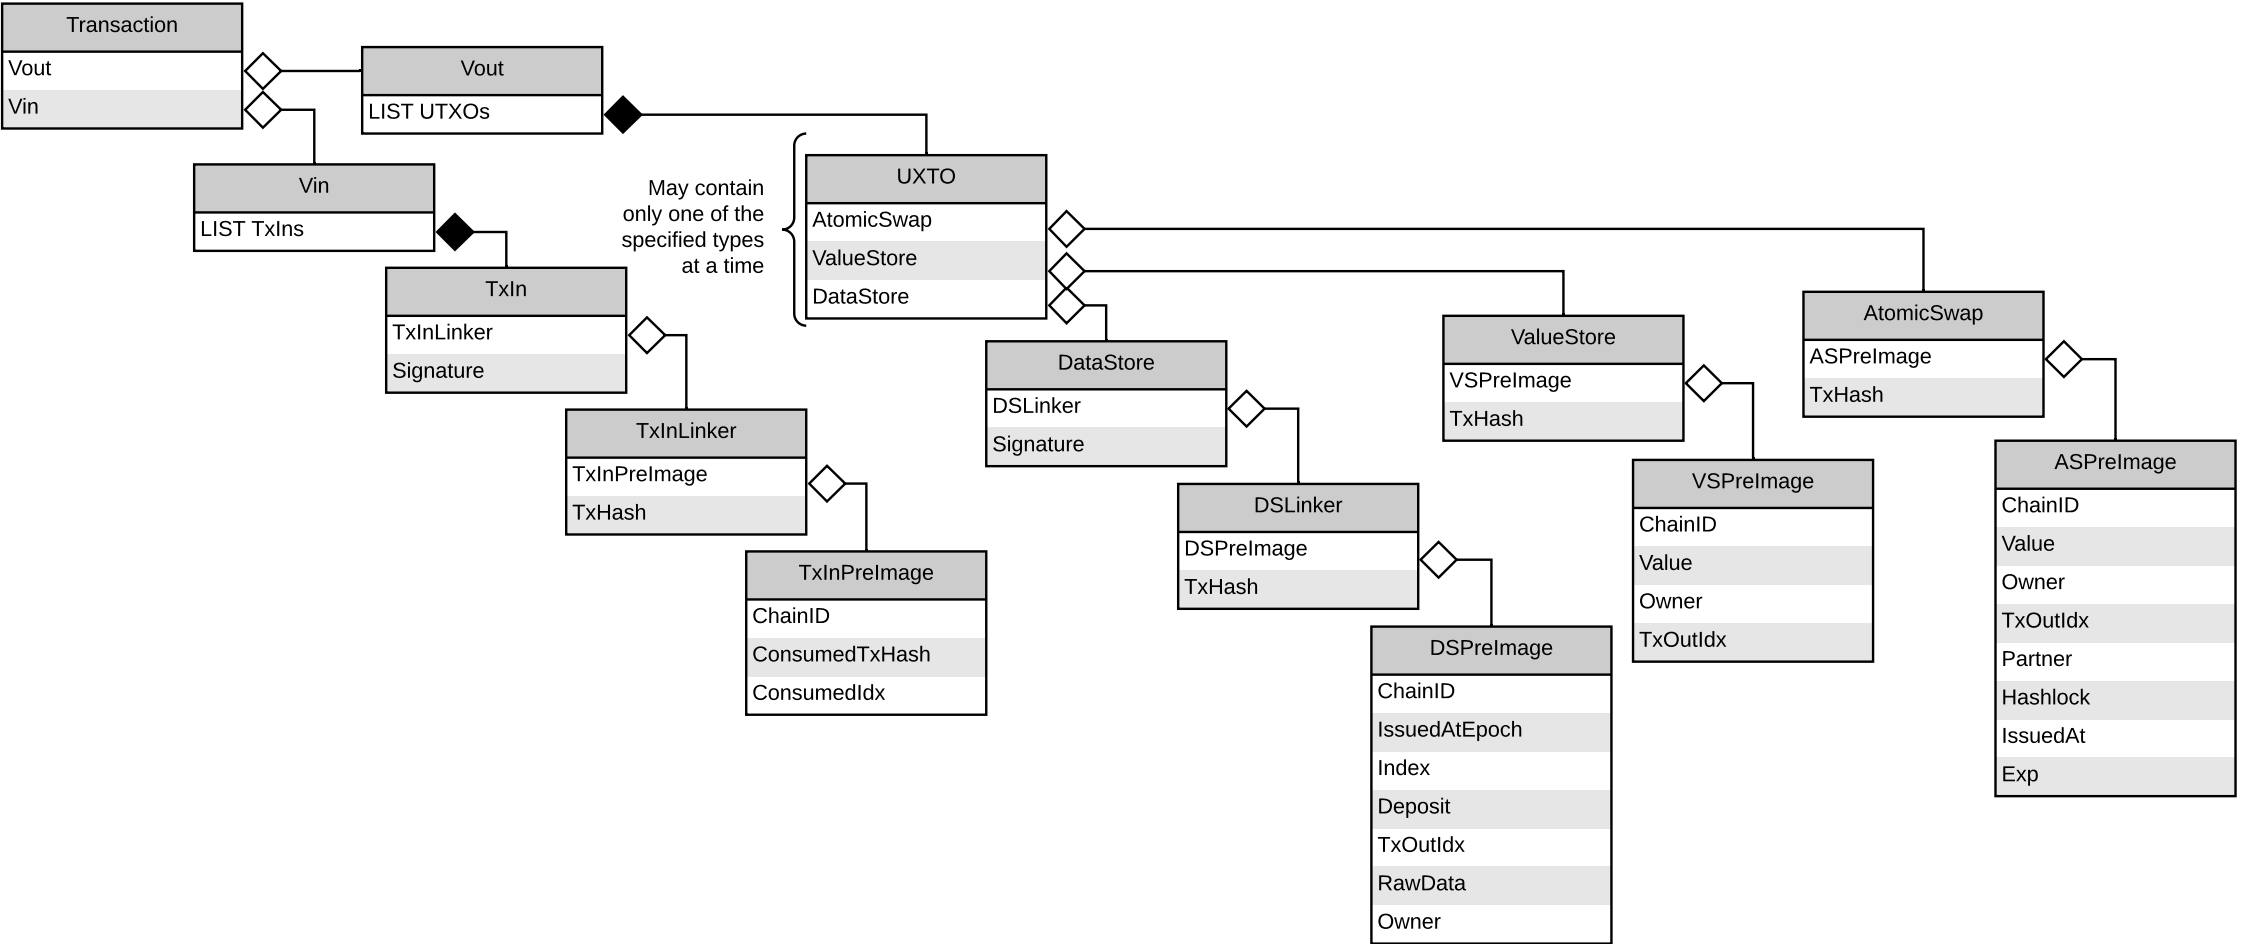 Transaction
Vout
Vin
Vout
LIST UTXOs
Vin
LIST TxIns
May contain
only one of the
specified types
at a time
UXTO
AtomicSwap
ValueStore
DataStore
TxIn
TxInLinker
Signature
TxInLinker
TxInPreImage
TxHash
TxInPreImage
ChainID
ConsumedTxHash
ConsumedIdx
DataStore
DSLinker
Signature
DSLinker
DSPreImage
TxHash
DSPreImage
ChainID
IssuedAtEpoch
Index
Deposit
TxOutIdx
RawData
Owner
ValueStore
VSPreImage
TxHash
VSPreImage
ChainID
Value
Owner
TxOutIdx
AtomicSwap
ASPreImage
TxHash
ASPreImage
ChainID
Value
Owner
TxOutIdx
Partner
Hashlock
IssuedAt
Exp